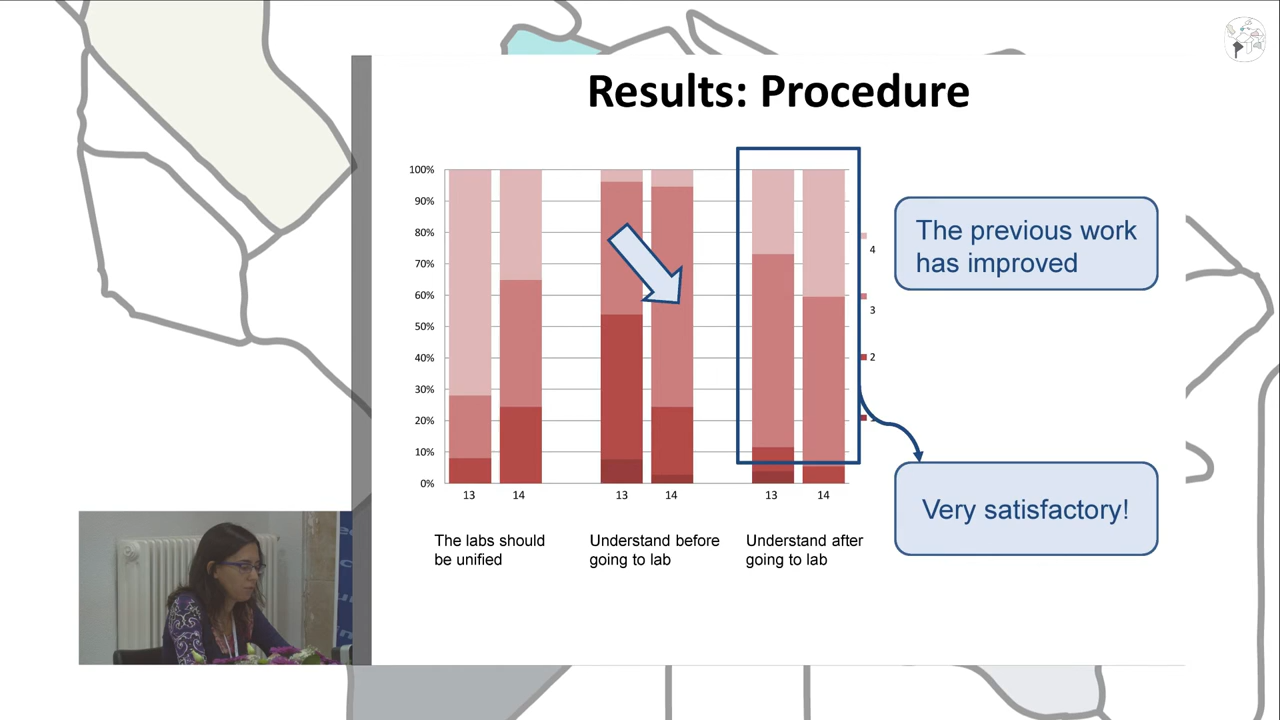 Results: Procedure
100%
90%
80%
70%
60%
50%
40%
30%
20%
10%
0%
13
14
13
14
13
14
The labs should
be unified
Understand before
going to lab
Understand after
going to lab
4
3
2
The previous work
has improved
Very satisfactory!